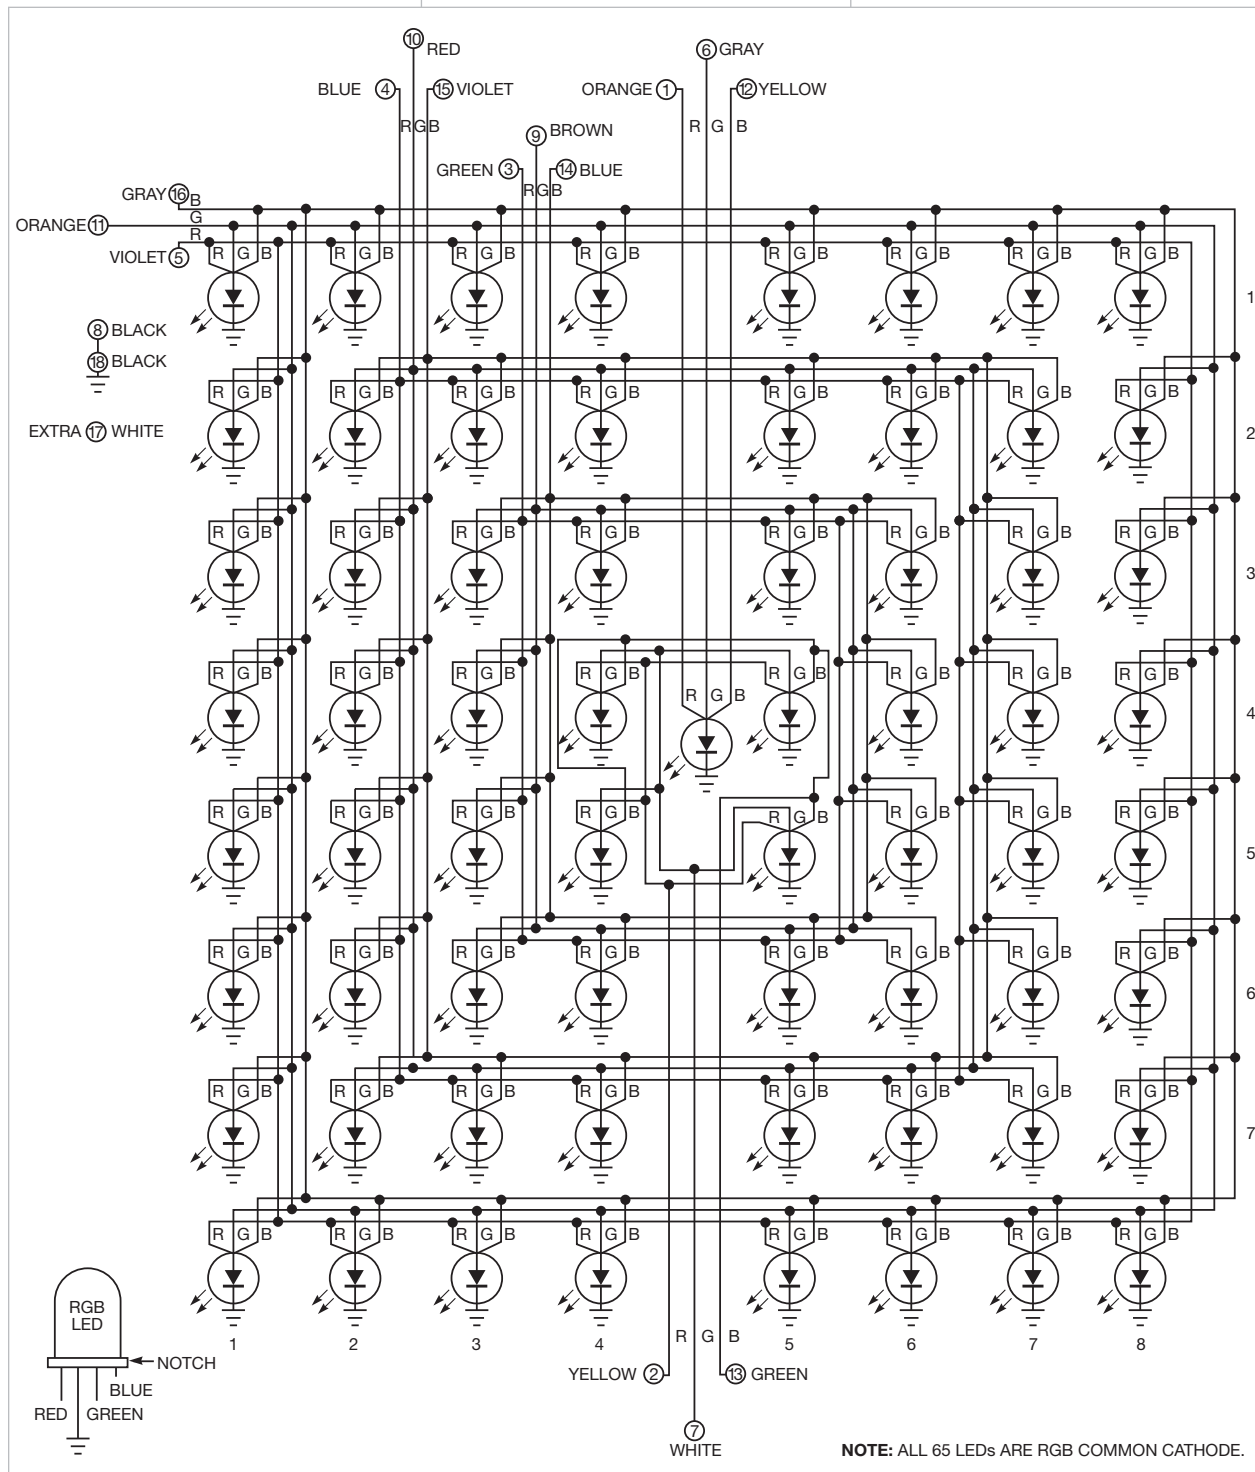 ⑩ RED
⑥ GRAY
BLUE ④
⑮ VIOLET
ORANGE ①
⑫ YELLOW
R G B
R G B
⑨ BROWN
GREEN ③
⑭ BLUE
R G B
GRAY ⑯ B
ORANGE ⑪ G
VIOLET ⑤ R
R G B R G B R G B R G B R G B R G B R G B R G B
1
⑧ BLACK
⑱ BLACK
R G B R G B R G B R G B R G B R G B R G B R G B
EXTRA ⑰ WHITE
2
R G B R G B R G B R G B R G B R G B R G B R G B
3
R G B R G B R G B R G B R G B R G B R G B R G B R G B
4
R G B R G B R G B R G B R G B R G B R G B R G B
5
R G B R G B R G B R G B R G B R G B R G B R G B
6
R G B R G B R G B R G B R G B R G B R G B R G B
7
R G B R G B R G B R G B R G B R G B R G B R G B
RGB
LED
R G B
1 2 3 4 5 6 7 8
NOTCH
YELLOW ②
⑬ GREEN
BLUE
RED GREEN
⑦
WHITE
NOTE: ALL 65 LEDs ARE RGB COMMON CATHODE.